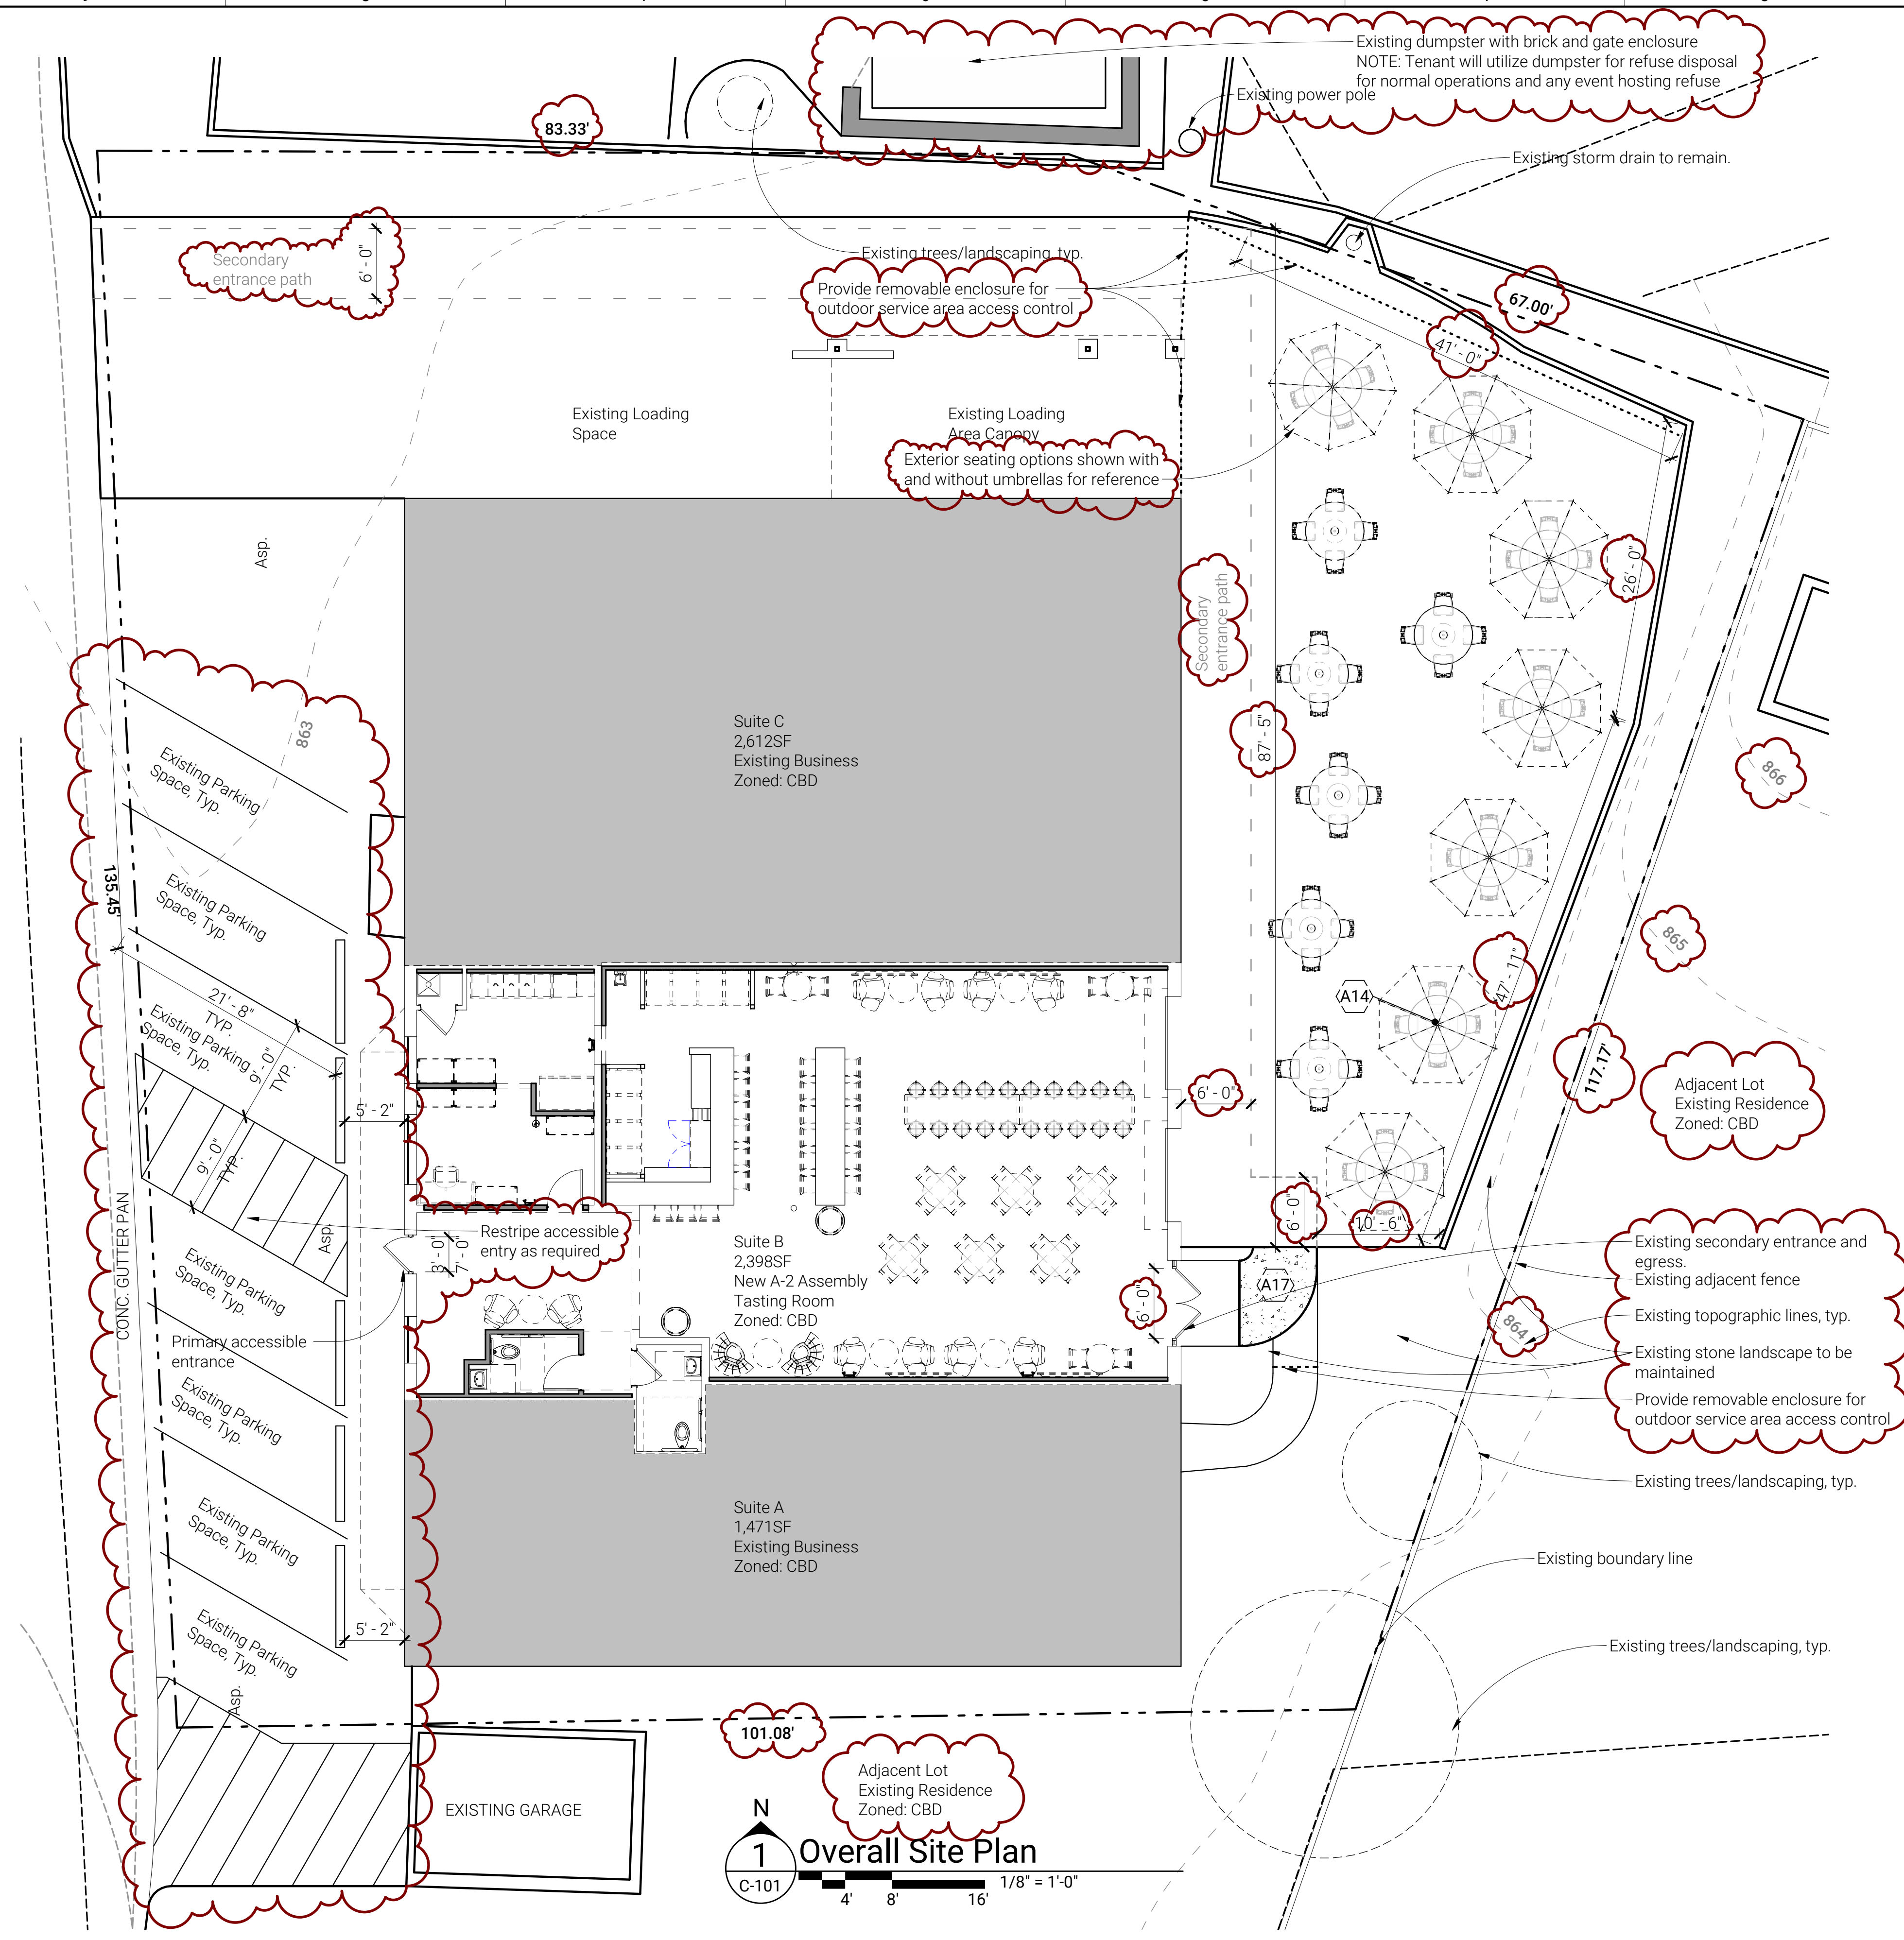 Existing dumpster with brick and gate enclosure
NOTE: Tenant will utilize dumpster for refuse disposal
for normal operations and any event hosting refuse
Existing power pole
83.33'
Existing storm drain to remain.
Secondary
entrance path
6' - 0"
Existing trees/landscaping, typ.
Provide removable enclosure for
outdoor service area access control
67.00'
41' - 0"
Existing Loading
Space
Existing Loading
Area Canopy
Exterior seating options shown with
and without umbrellas for reference
Asp.
26' - 0"
Secondary
entrance path
863
Suite C
2,612SF
Existing Business
Zoned: CBD
87' - 5"
866
Existing Parking
Space, Typ.
135.45'
Existing Parking
Space, Typ.
865
47' - 11"
A14
21' - 8"
TYP.
Existing Parking
Space, Typ.
9' - 0"
TYP.
117.17'
Adjacent Lot
Existing Residence
Zoned: CBD
5' - 2"
6' - 0"
9' - 0"
TYP.
CONC. GUTTER PAN
Asp.
Restripe accessible
entry as required
3' - 0"
7' - 0"
6' - 0"
10' - 6"
Existing Parking
Space, Typ.
Suite B
2,398SF
New A-2 Assembly
Tasting Room
Zoned: CBD
6' - 0"
A17
Existing secondary entrance and
egress.
Existing adjacent fence
Existing topographic lines, typ.
864
Existing stone landscape to be
maintained
Provide removable enclosure for
outdoor service area access control
Primary accessible
entrance
Existing Parking
Space, Typ.
Existing trees/landscaping, typ.
Existing Parking
Space, Typ.
Suite A
1,471SF
Existing Business
Zoned: CBD
Existing boundary line
Existing Parking
Space, Typ.
5' - 2"
Existing trees/landscaping, typ.
Asp.
101.08'
Adjacent Lot
Existing Residence
Zoned: CBD
EXISTING GARAGE
N
1
C-101
Overall Site Plan
1/8" = 1'-0"
4'
8'
16'